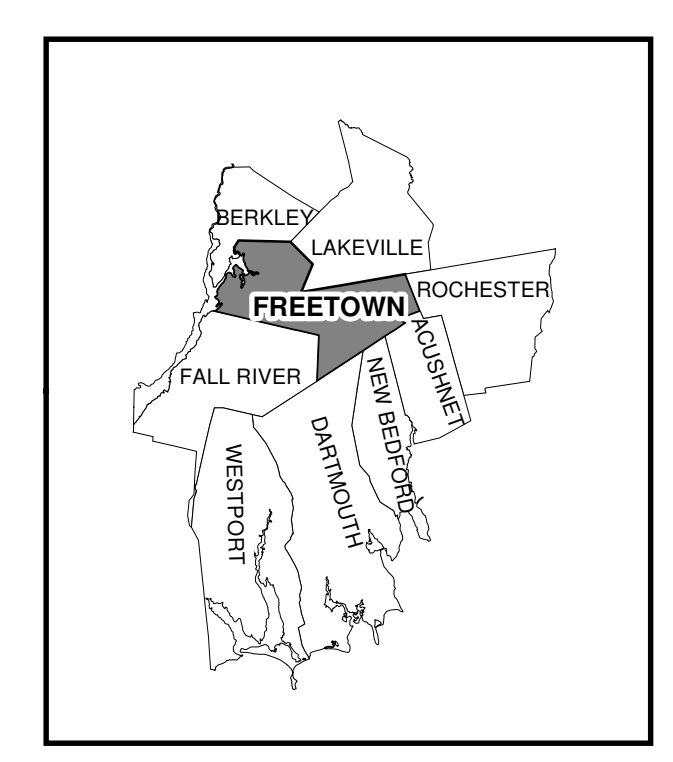 BERKLEY
LAKEVILLE
ROCHESTER
FREETOWN
ACUSHNET
FALL RIVER
NEW BEDFORD
DARTMOUTH
WESTPORT